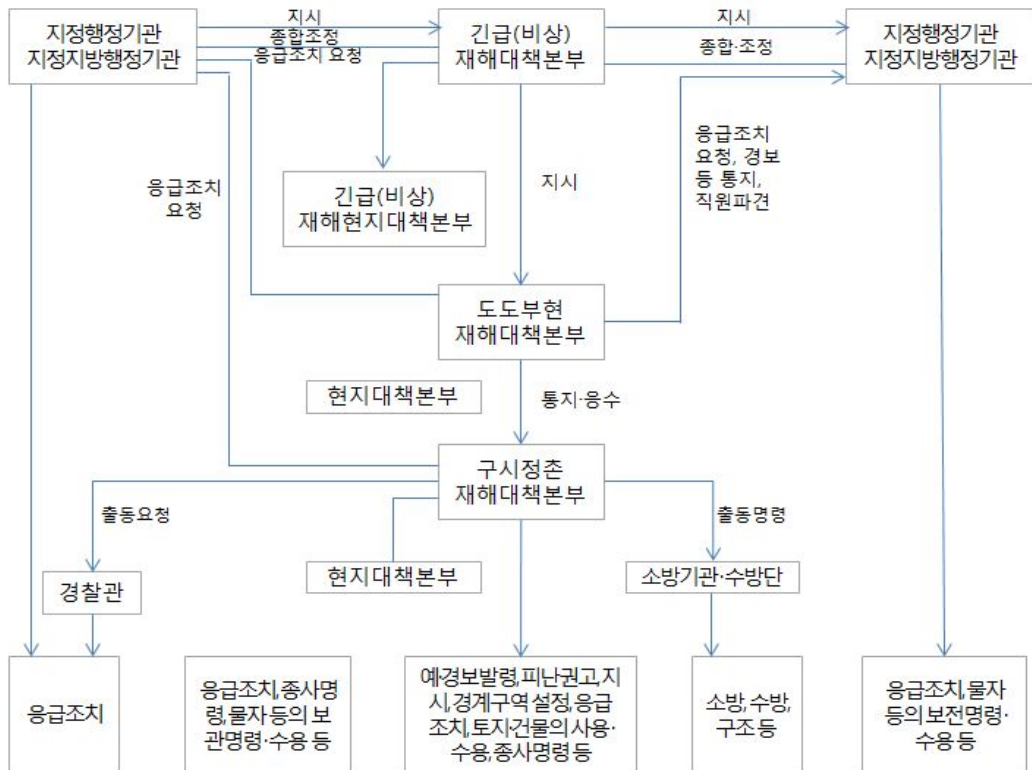 지시
지시
지정행정기관
지정지방행정기관
종합조정
응급조치 요청
긴급(비상)
재해대책본부
종합·조정
지정행정기관
지정지방행정기관
응급조치
요청, 경보
등 통지,
직원파견
응급조치
요청
긴급(비상)
재해현지대책본부
지시
도도부현
재해대책본부
현지대책본부
통지·응수
구시정촌
재해대책본부
출동요청
출동명령
경찰관
현지대책본부
소방기관·수방단
응급조치
응급조치,종사명
령,물자 등의 보
관명령·수용 등
예·경보발령,피난권고,지
시,경계구역 설정,응급
조치,토지·건물의 사용·
수용,종사명령 등
소방, 수방,
구조 등
응급조치,물자
등의 보전명령·
수용 등